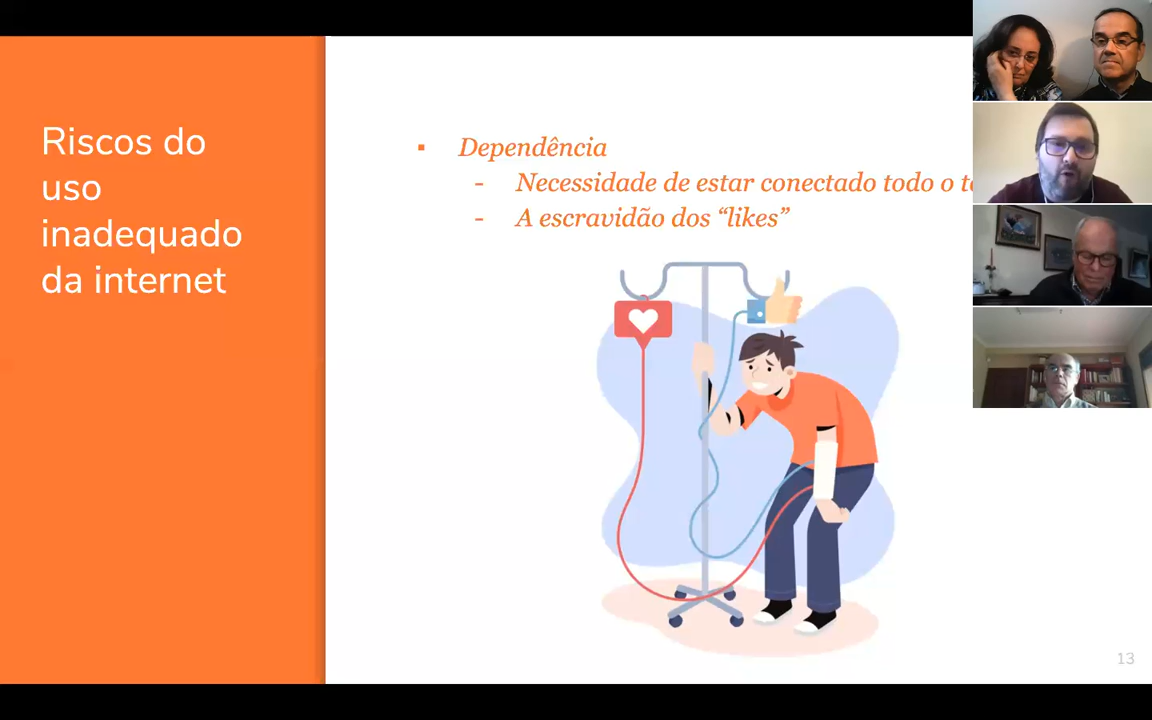 Riscos do
uso
inadequado
da internet
▪ Dependência
- Necessidade de estar conectado todo o
- A escravidão dos “likes”
13